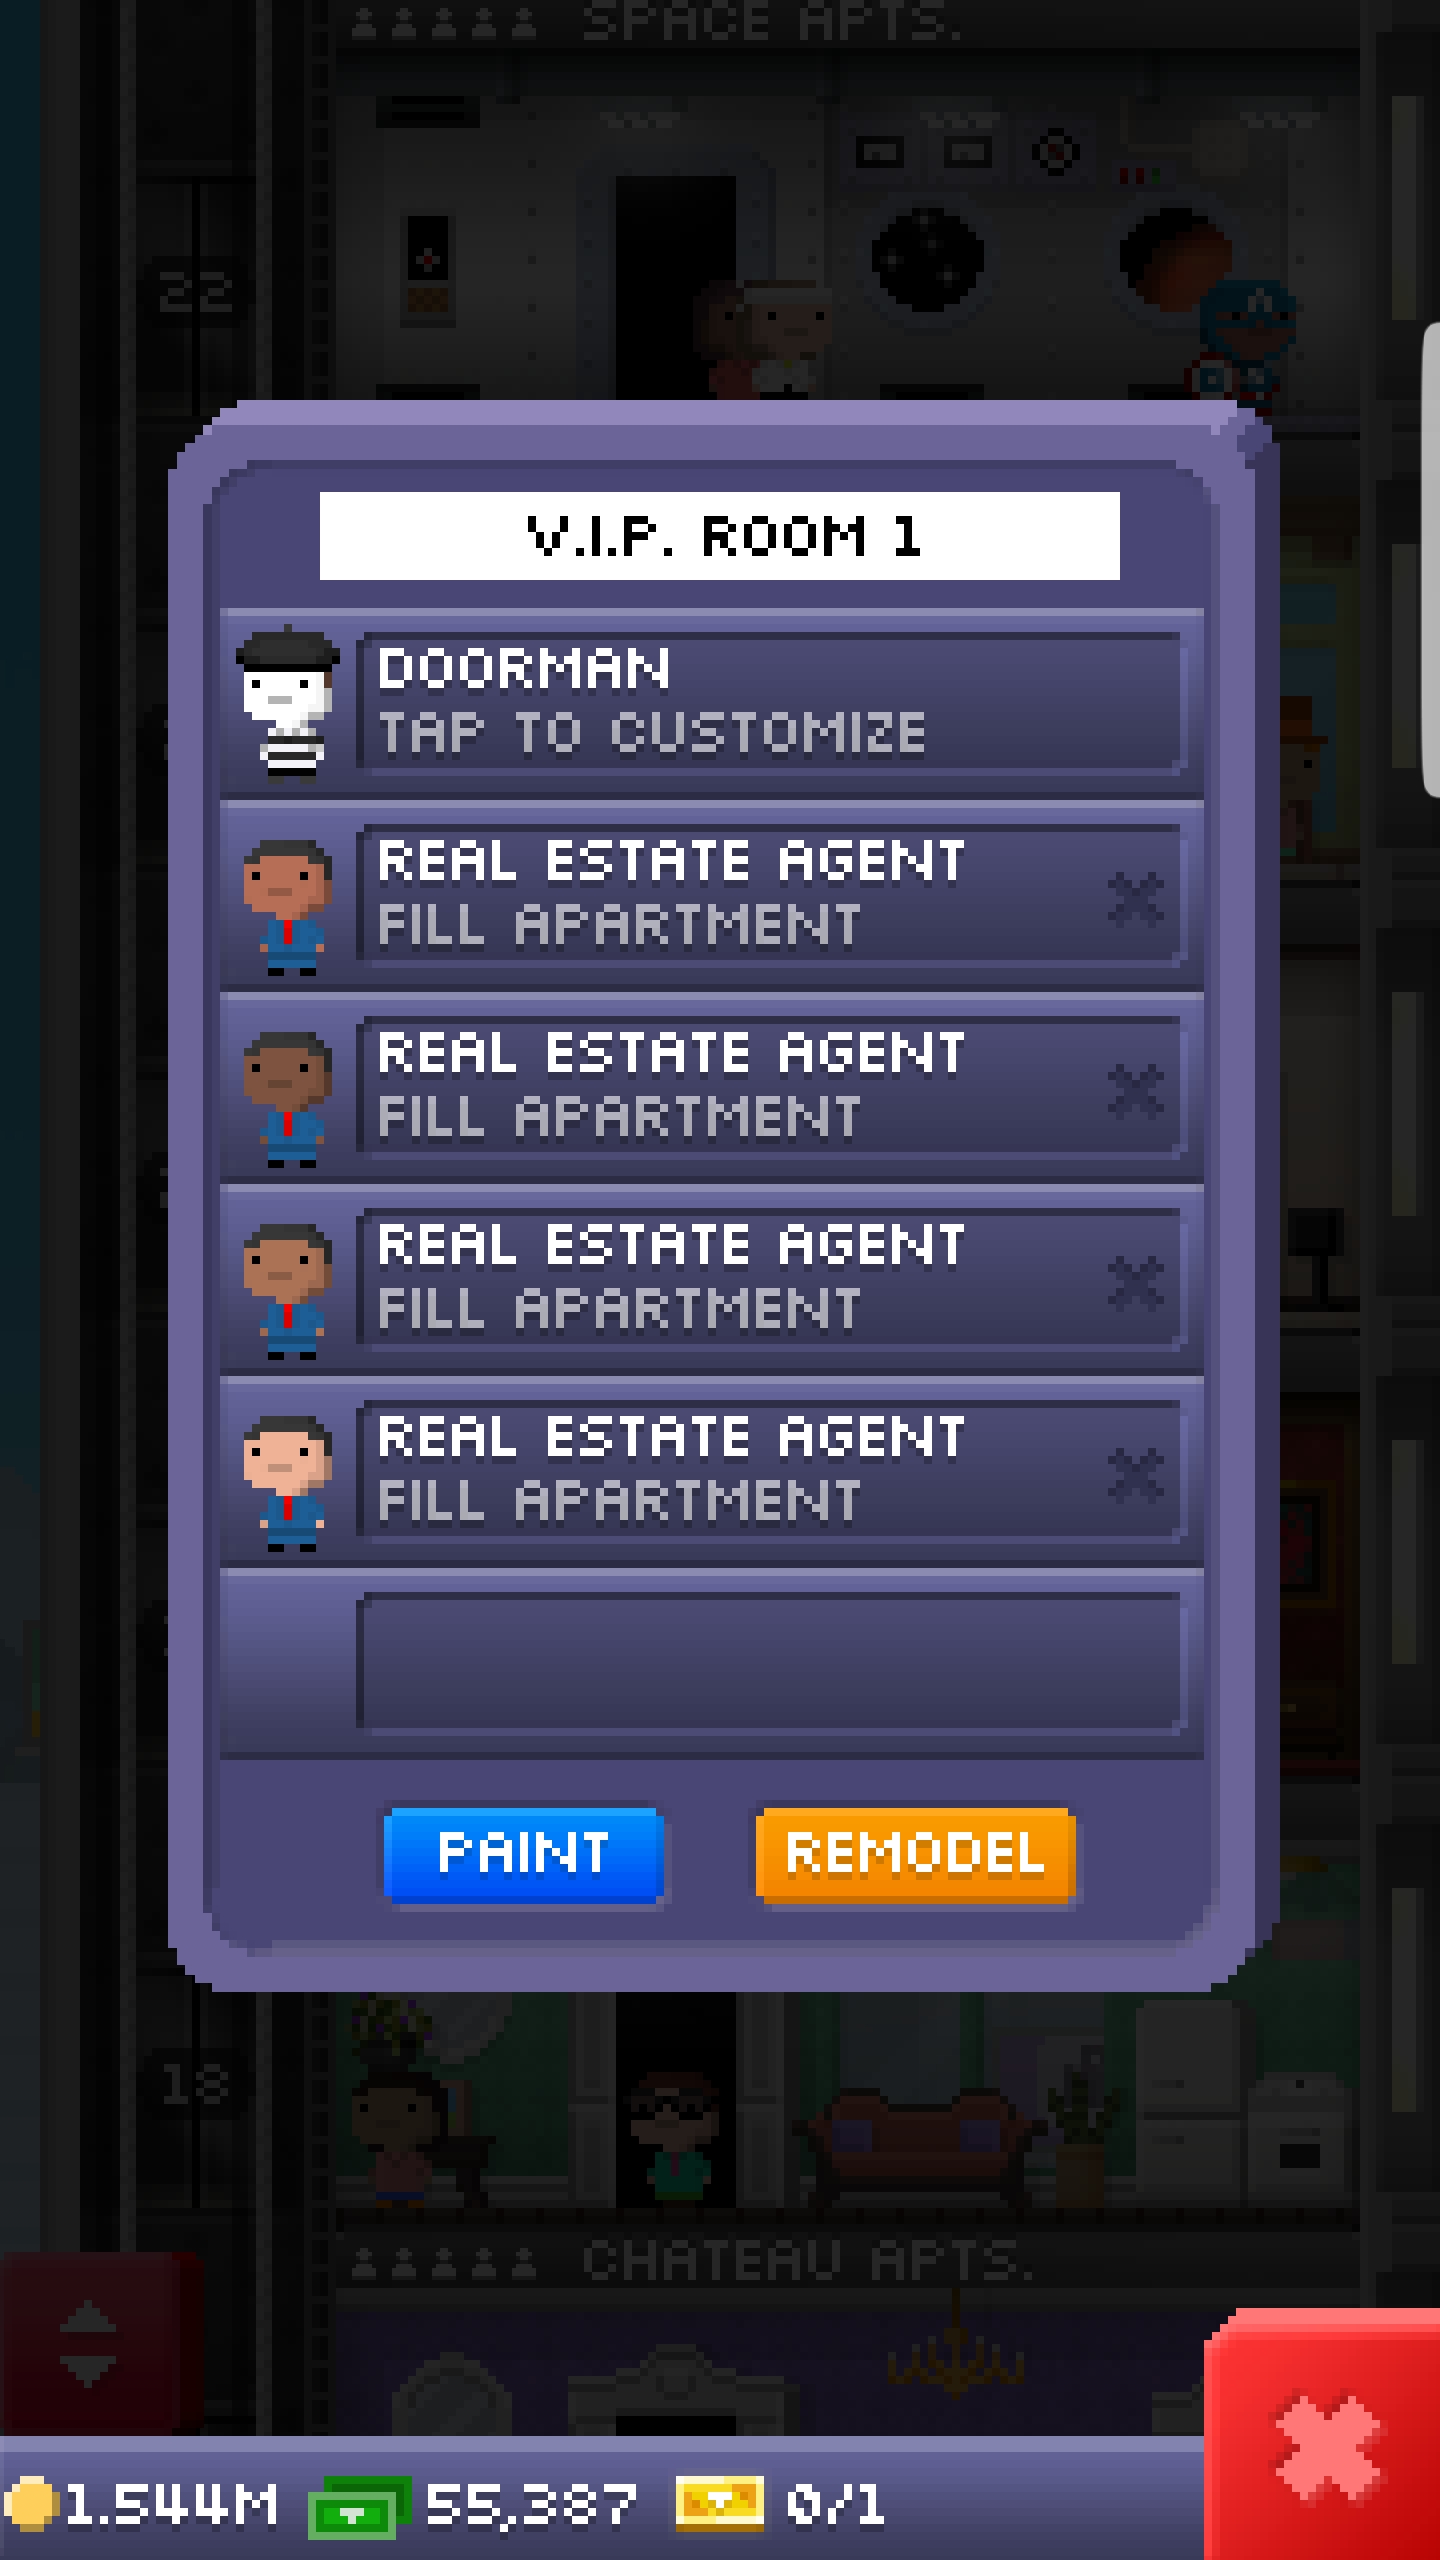 SPACE APTS.
22
V.I.P. ROOM 1
DOORMAN
TAP TO CUSTOMIZE
REAL ESTATE AGENT
FILL APARTMENT
REAL ESTATE AGENT
FILL APARTMENT
REAL ESTATE AGENT
FILL APARTMENT
REAL ESTATE AGENT
FILL APARTMENT
PAINT REMODEL
18
CHATEAU APTS.
1.544M 55,387 0/1